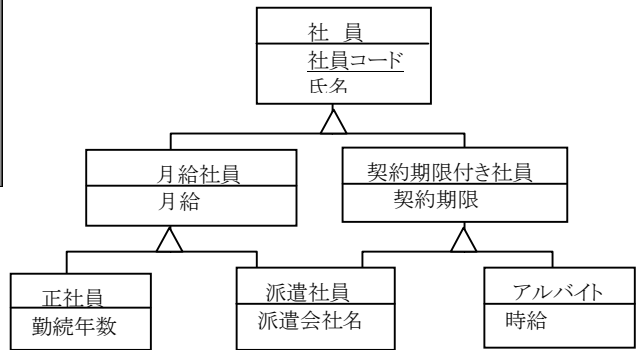 社 員
社員コード
氏名
月給社員
月給
契約期限付き社員
契約期限
正社員
勤続年数
派遣社員
派遣会社名
アルバイト
時給